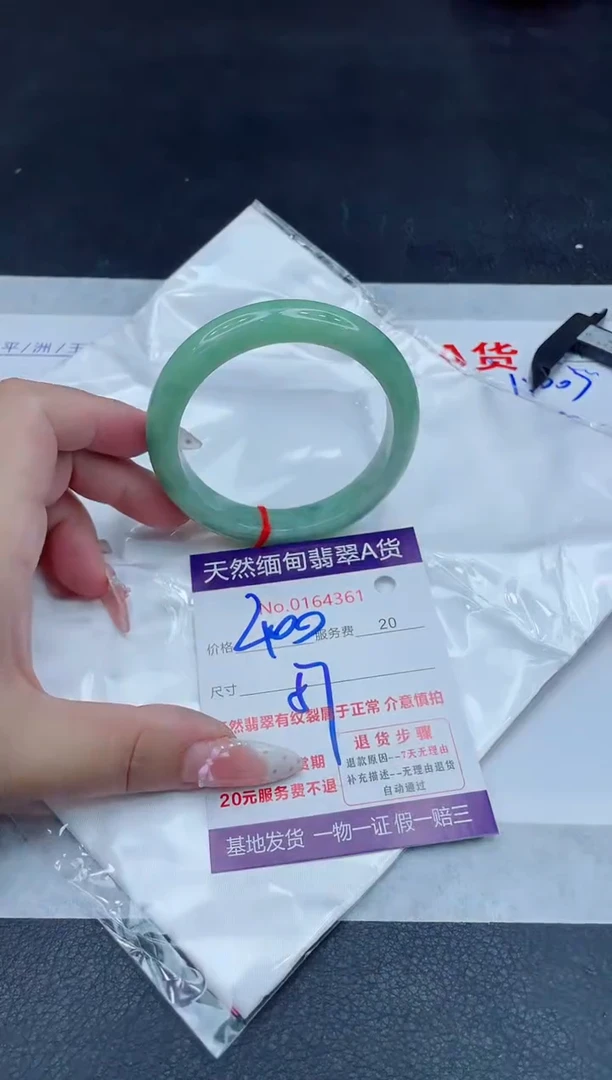 A货
天然缅甸翡翠A货
No.0164361
价格 400 服务费 20
尺寸
然翡翠有纹裂属于正常 介意慎拍
退货步骤
退款原因--7天无理由
补充描述--无理由退货
自动通过
赏期
20元服务费不退
基地发货 一物一证 假一赔三